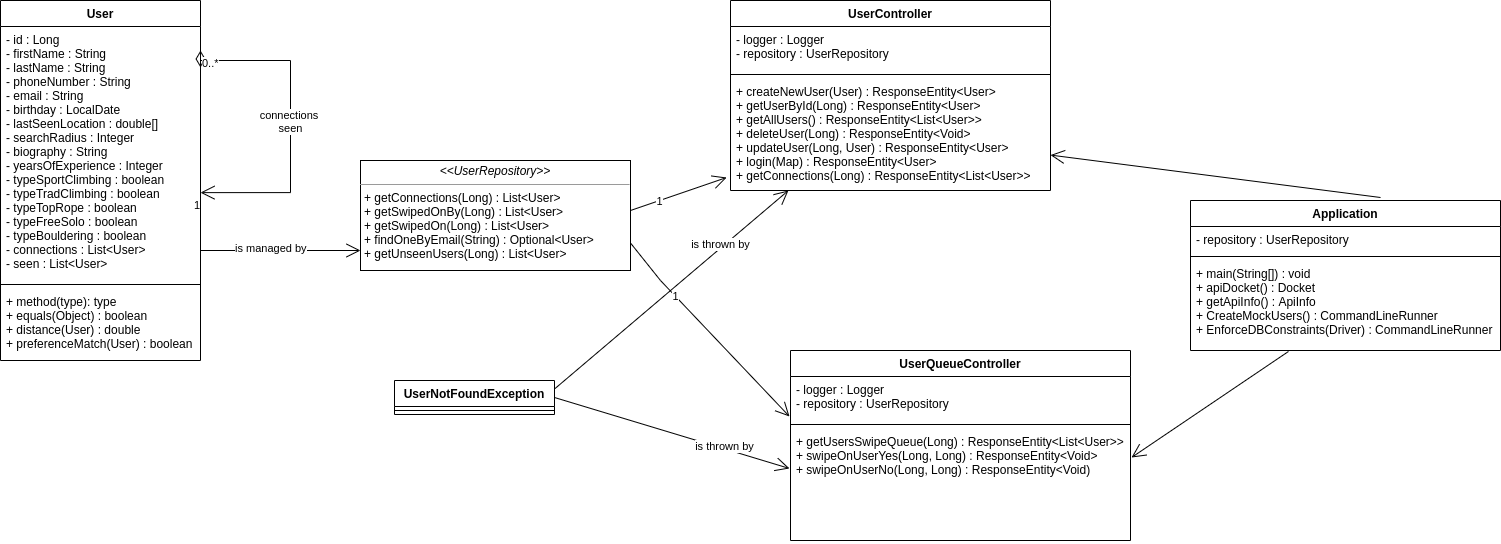 User
- id : Long
- firstName : String
- lastName : String
- phoneNumber : String
- email : String
- birthday : LocalDate
- lastSeenLocation : double[]
- searchRadius : Integer
- biography : String
- yearsOfExperience : Integer
- typeSportClimbing : boolean
- typeTradClimbing : boolean
- typeTopRope : boolean
- typeFreeSolo : boolean
- typeBouldering : boolean
- connections : List<User>
- seen : List<User>
+ method(type): type
+ equals(Object) : boolean
+ distance(User) : double
+ preferenceMatch(User) : boolean
0..*
connections
seen
1
is managed by
<<UserRepository>>
+ getConnections(Long) : List<User>
+ getSwipedOnBy(Long) : List<User>
+ getSwipedOn(Long) : List<User>
+ findOneByEmail(String) : Optional<User>
+ getUnseenUsers(Long) : List<User>
1
1
is thrown by
is thrown by
UserNotFoundException
UserController
- logger : Logger
- repository : UserRepository
+ createNewUser(User) : ResponseEntity<User>
+ getUserById(Long) : ResponseEntity<User>
+ getAllUsers() : ResponseEntity<List<User>>
+ deleteUser(Long) : ResponseEntity<Void>
+ updateUser(Long, User) : ResponseEntity<User>
+ login(Map) : ResponseEntity<User>
+ getConnections(Long) : ResponseEntity<List<User>>
UserQueueController
- logger : Logger
- repository : UserRepository
+ getUsersSwipeQueue(Long) : ResponseEntity<List<User>>
+ swipeOnUserYes(Long, Long) : ResponseEntity<Void>
+ swipeOnUserNo(Long, Long) : ResponseEntity<Void)
Application
- repository : UserRepository
+ main(String[]) : void
+ apiDocket() : Docket
+ getApiInfo() : ApiInfo
+ CreateMockUsers() : CommandLineRunner
+ EnforceDBConstraints(Driver) : CommandLineRunner